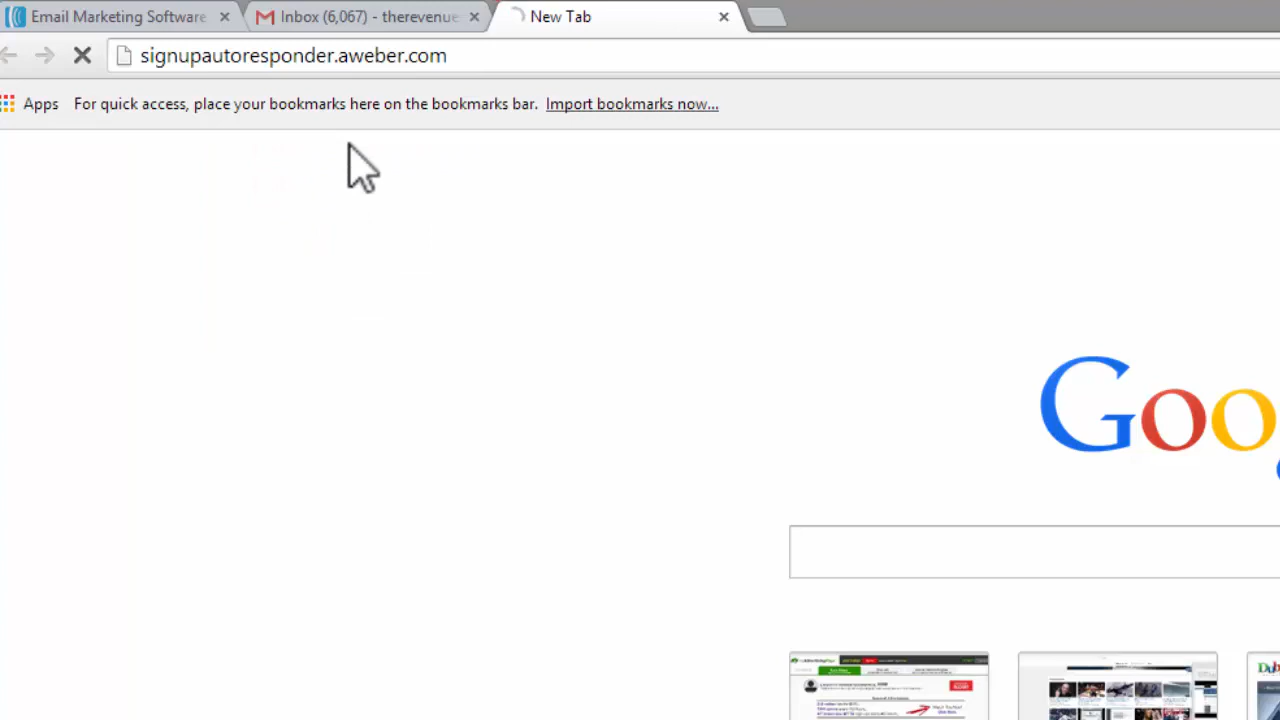 Email Marketing Software
Inbox (6,067) - therevenue
New Tab
signupautoresponder.aweber.com
Apps For quick access, place your bookmarks here on the bookmarks bar. Import bookmarks now...
Goo